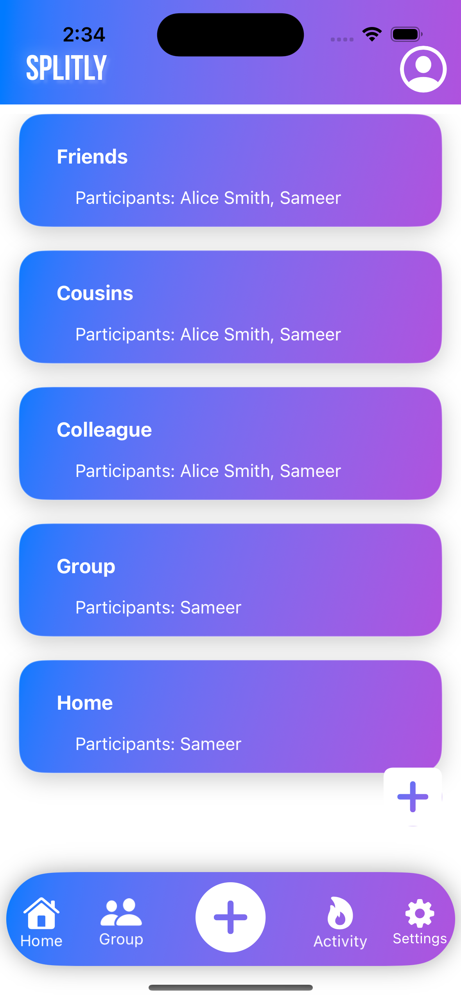 2:34
SPLITLY
Friends
Participants: Alice Smith, Sameer
Cousins
Participants: Alice Smith, Sameer
Colleague
Participants: Alice Smith, Sameer
Group
Participants: Sameer
Home
Participants: Sameer
Home Group Activity Settings